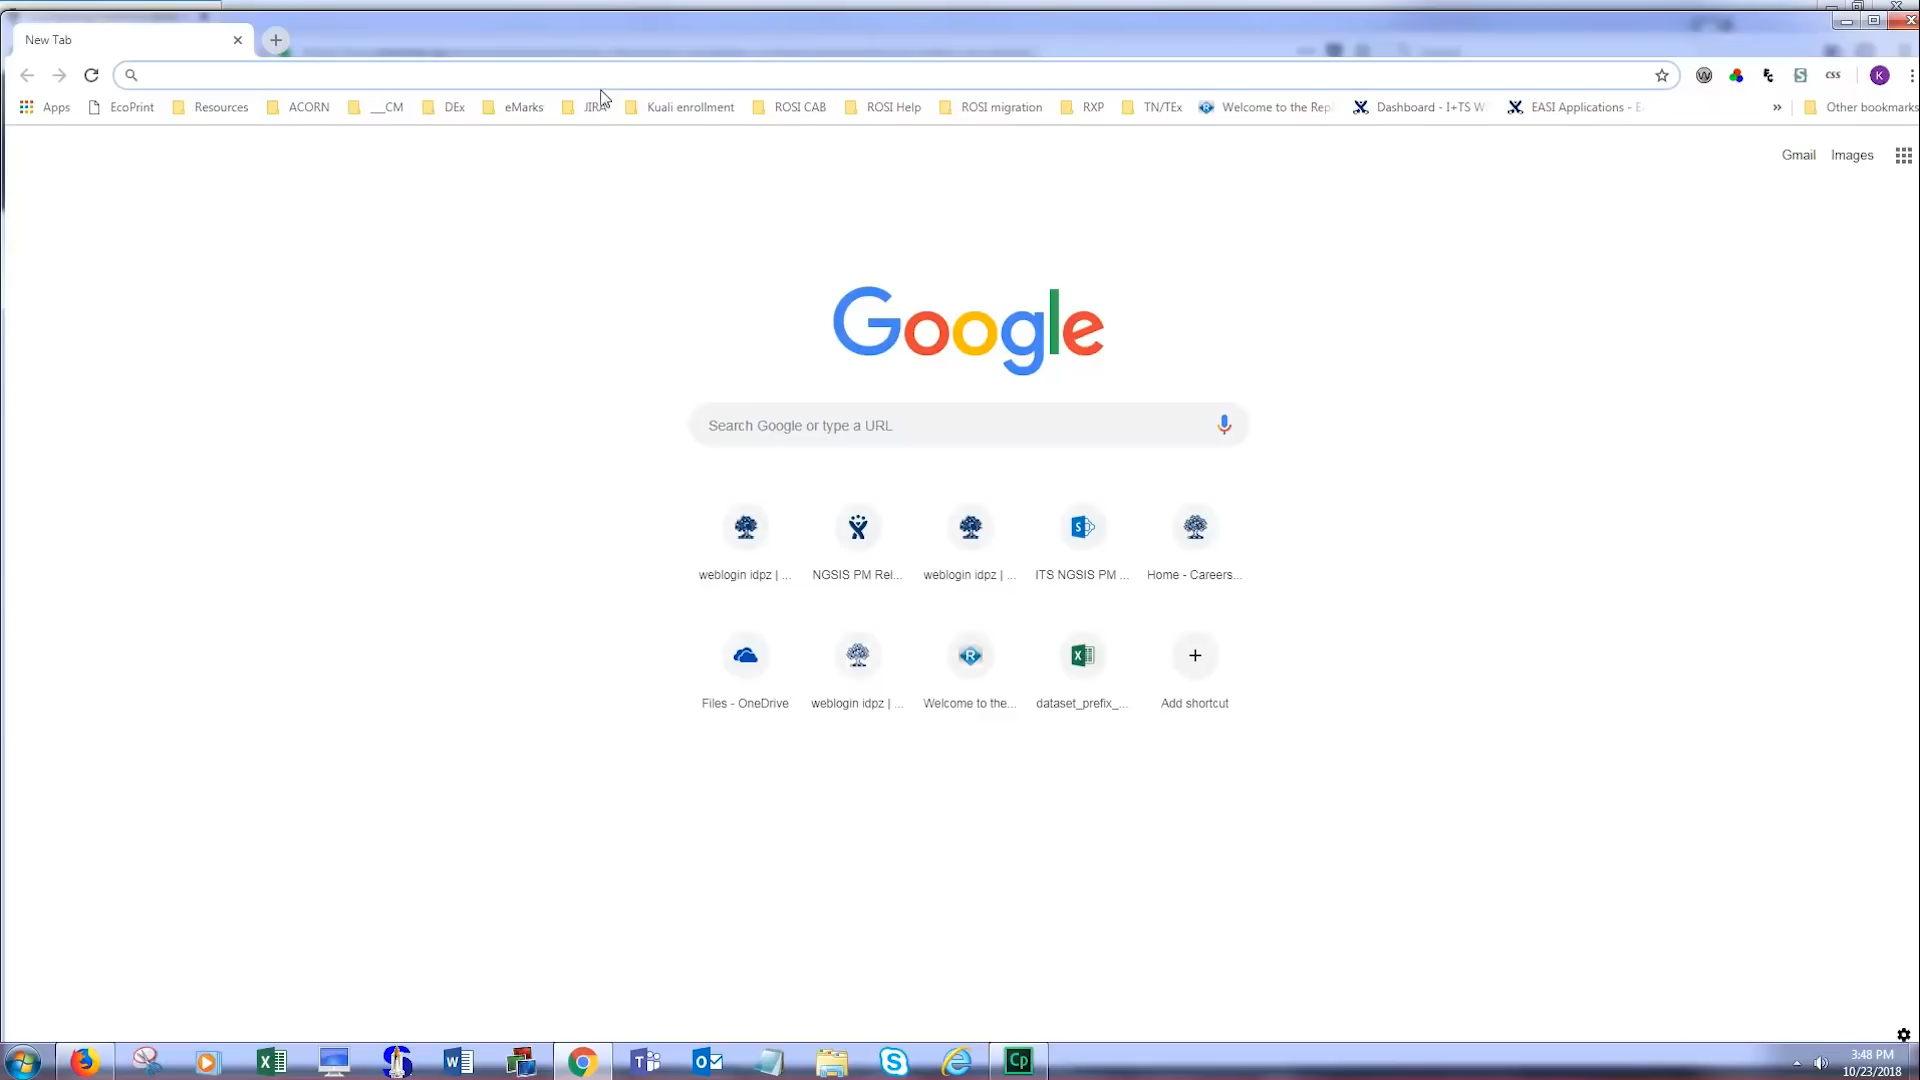 New Tab
Apps EcoPrint Resources ACORN __CM DEx eMarks JIRA Kuali enrollment ROSI CAB ROSI Help ROSI migration RXP TN/TEx Welcome to the Rep Dashboard - I+TS W EASI Applications - E » Other bookmarks
CSS K
Gmail Images
Google
Search Google or type a URL
weblogin idpz | ... NGSIS PM Rel... weblogin idpz | ... ITS NGSIS PM ... Home - Careers...
Files - OneDrive weblogin idpz | ... Welcome to the... dataset_prefix_... Add shortcut
3:48 PM
10/23/2018